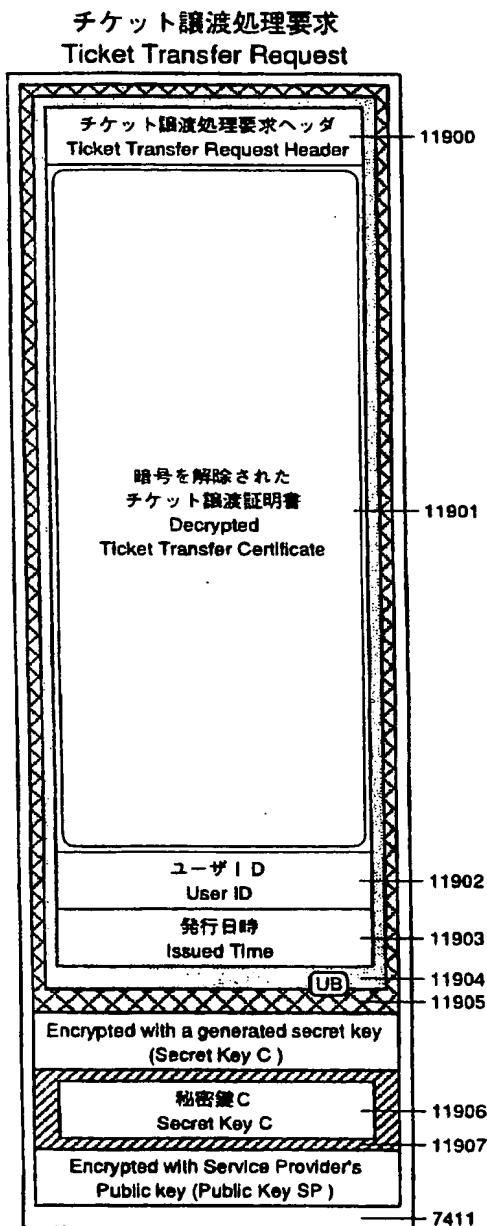 チケット譲渡処理要求
Ticket Transfer Request
チケット譲渡処理要求ヘッダ
Ticket Transfer Request Header
11900
暗号を解除された
チケット譲渡証明書
Decrypted
Ticket Transfer Certificate
11901
ユーザID
User ID
11902
発行日時
Issued Time
11903
UB
11904
11905
Encrypted with a generated secret key
(Secret Key C )
秘密鍵C
Secret Key C
11906
11907
Encrypted with Service Provider's
Public key (Public Key SP )
7411